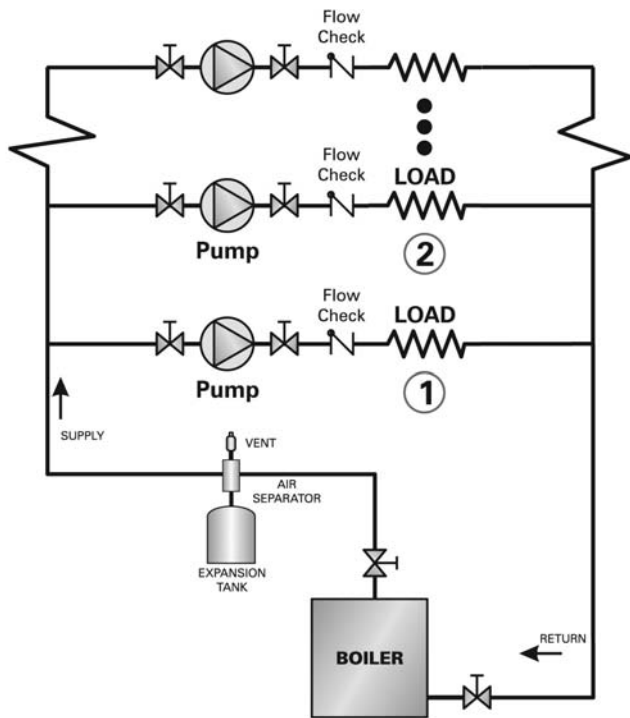 Flow
Check
Flow
Check
LOAD
Pump
2
Flow
Check
LOAD
Pump
1
SUPPLY
VENT
AIR
SEPARATOR
EXPANSION
TANK
BOILER
RETURN